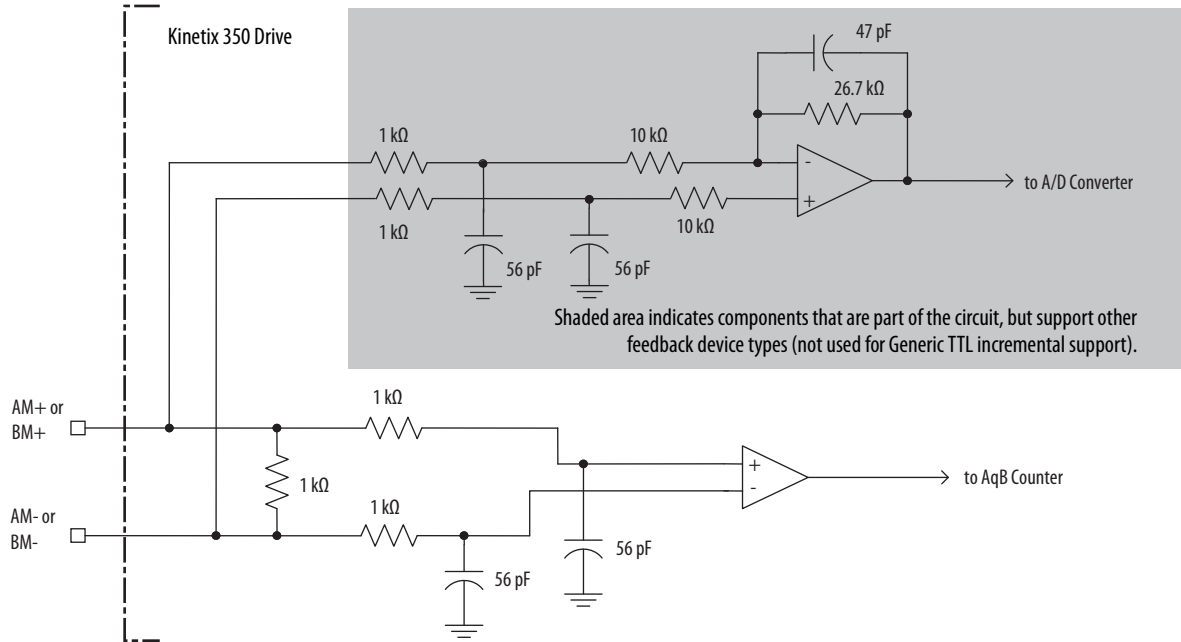 Kinetix 350 Drive
47 pF
26.7 kΩ
1 kΩ
10 kΩ
-
+
to A/D Converter
1 kΩ
10 kΩ
56 pF
56 pF
Shaded area indicates components that are part of the circuit, but support other
feedback device types (not used for Generic TTL incremental support).
AM+ or
BM+
1 kΩ
1 kΩ
+
-
to AqB Counter
AM- or
BM-
1 kΩ
56 pF
56 pF